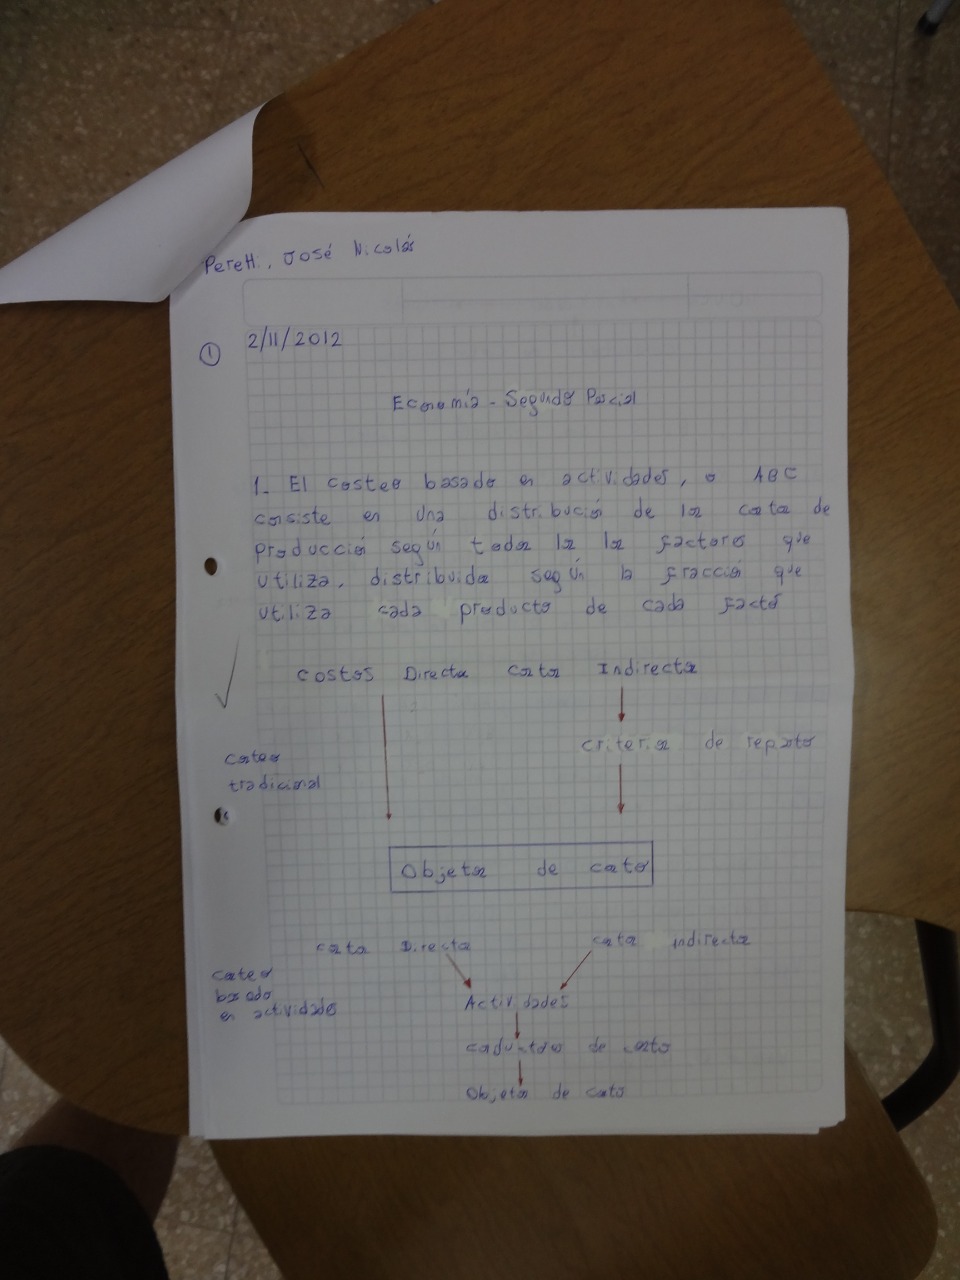 José Nicolás
1
2/11/2012
Economía - Segundo Parcial
1- El costeo basado en actividades, o ABC
consiste en una distribución de los costos de
producción según todos los los factores que
utiliza, distribuidos según la fracción que
utiliza cada producto de cada facto
Costos Directos Costos Indirectos
Criterios de reparto
Costeo
tradicional
Objetos de costo
Costos Directos Costos indirectos
Costeo
basado
en actividades
Actividades
de costo
Objetos de costo